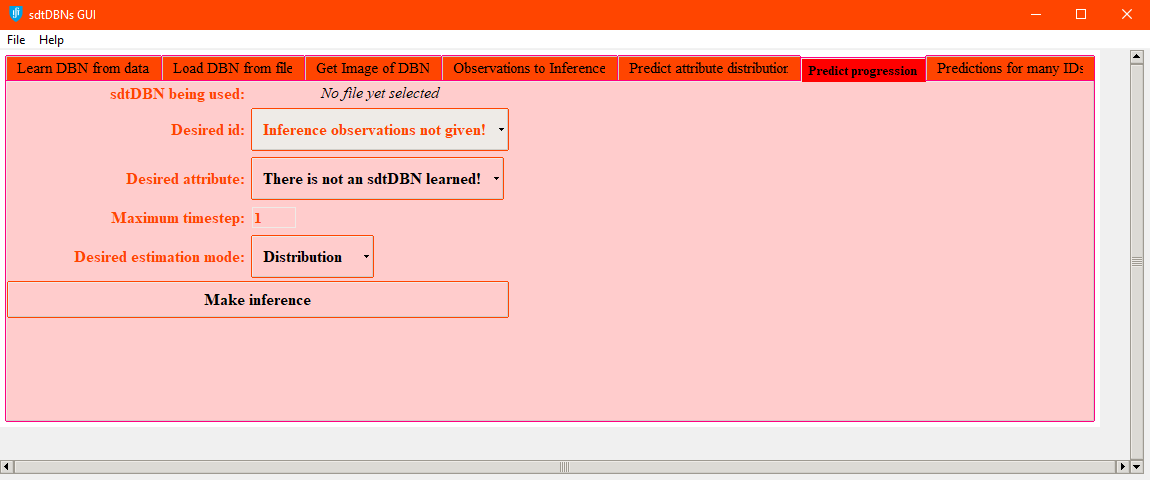 sdtDBNs GUI
File Help
Learn DBN from data Load DBN from file Get Image of DBN Observations to Inference Predict attribute distribution Predict progression Predictions for many IDs
sdtDBN being used: No file yet selected
Desired id: Inference observations not given!
Desired attribute: There is not an sdtDBN learned!
Maximum timestep: 1
Desired estimation mode: Distribution
Make inference